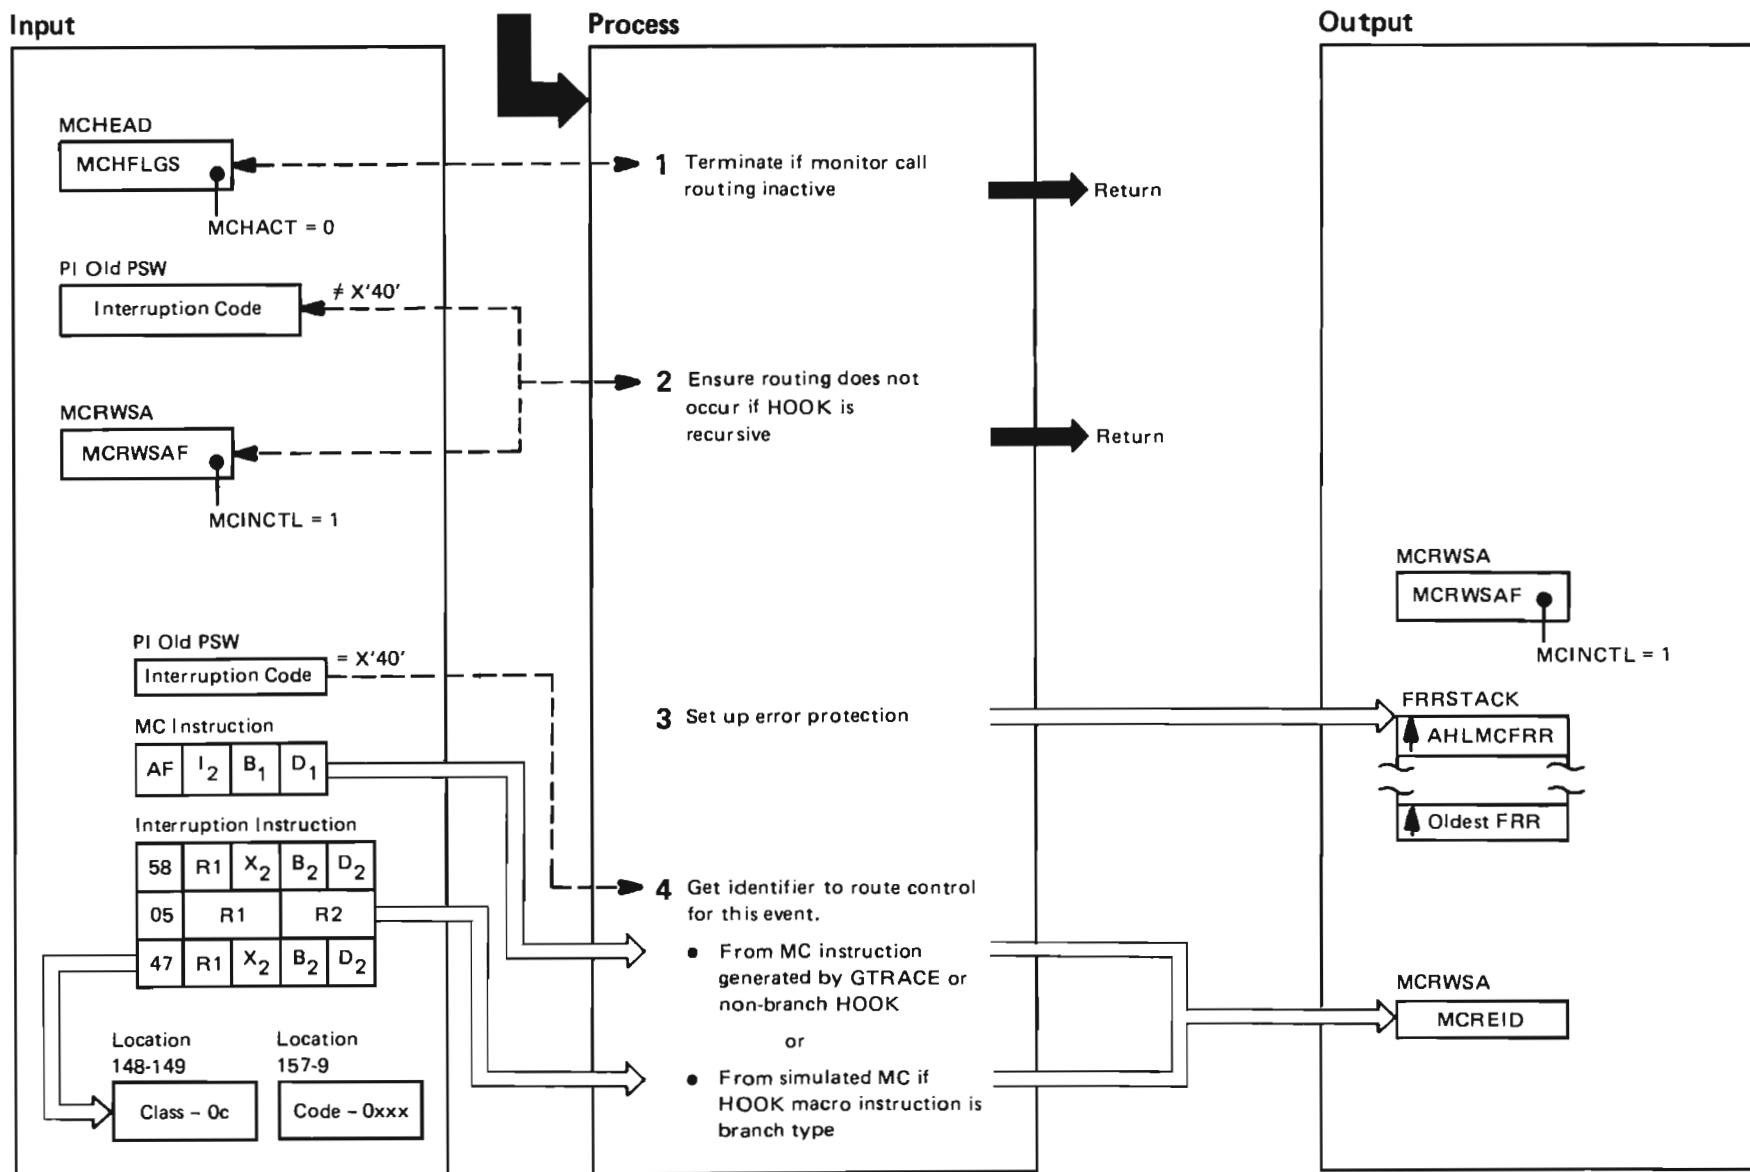 Input
Process
Output
MCHEAD
MCHFLGS
MCHACT = 0
1 Terminate if monitor call
routing inactive
Return
PI Old PSW
Interruption Code
≠ X'40'
MCRWSA
MCRWSAF
MCINCTL = 1
2 Ensure routing does not
occur if HOOK is
recursive
Return
MCRWSA
MCRWSAF
MCINCTL = 1
PI Old PSW
Interruption Code
= X'40'
3 Set up error protection
FRRSTACK
AHLMCFRR
Oldest FRR
MC Instruction
AF I2 B1 D1
Interruption Instruction
58 R1 X2 B2 D2
05 R1 R2
47 R1 X2 B2 D2
4 Get identifier to route control
for this event.
• From MC instruction
generated by GTRACE or
non-branch HOOK
or
• From simulated MC if
HOOK macro instruction is
branch type
MCRWSA
MCREID
Location
148-149
Class – 0c
Location
157-9
Code – 0xxx